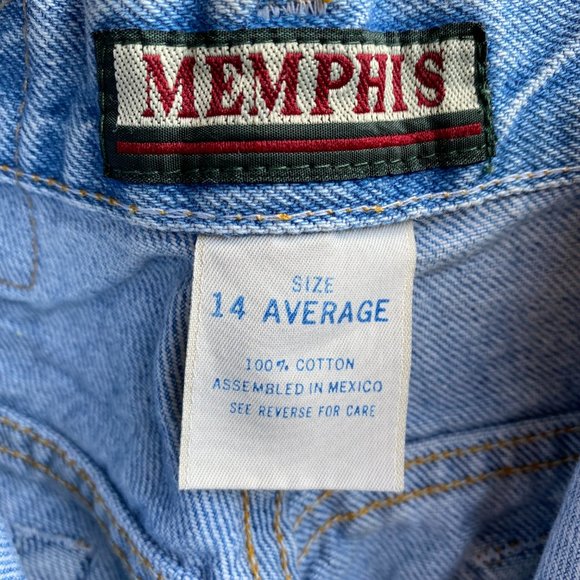 MEMPHIS
SIZE
14 AVERAGE
100% COTTON
ASSEMBLED IN MEXICO
SEE REVERSE FOR CARE